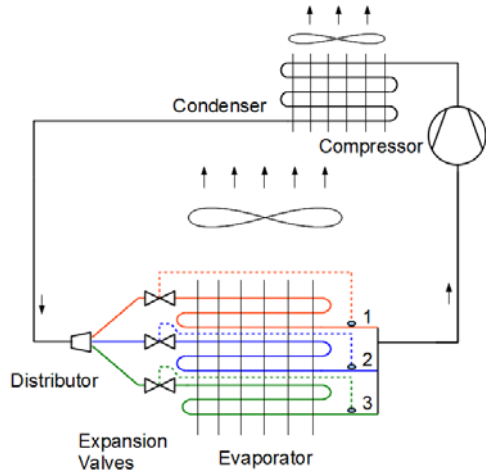 Condenser
Compressor
1
2
3
Distributor
Expansion
Valves
Evaporator